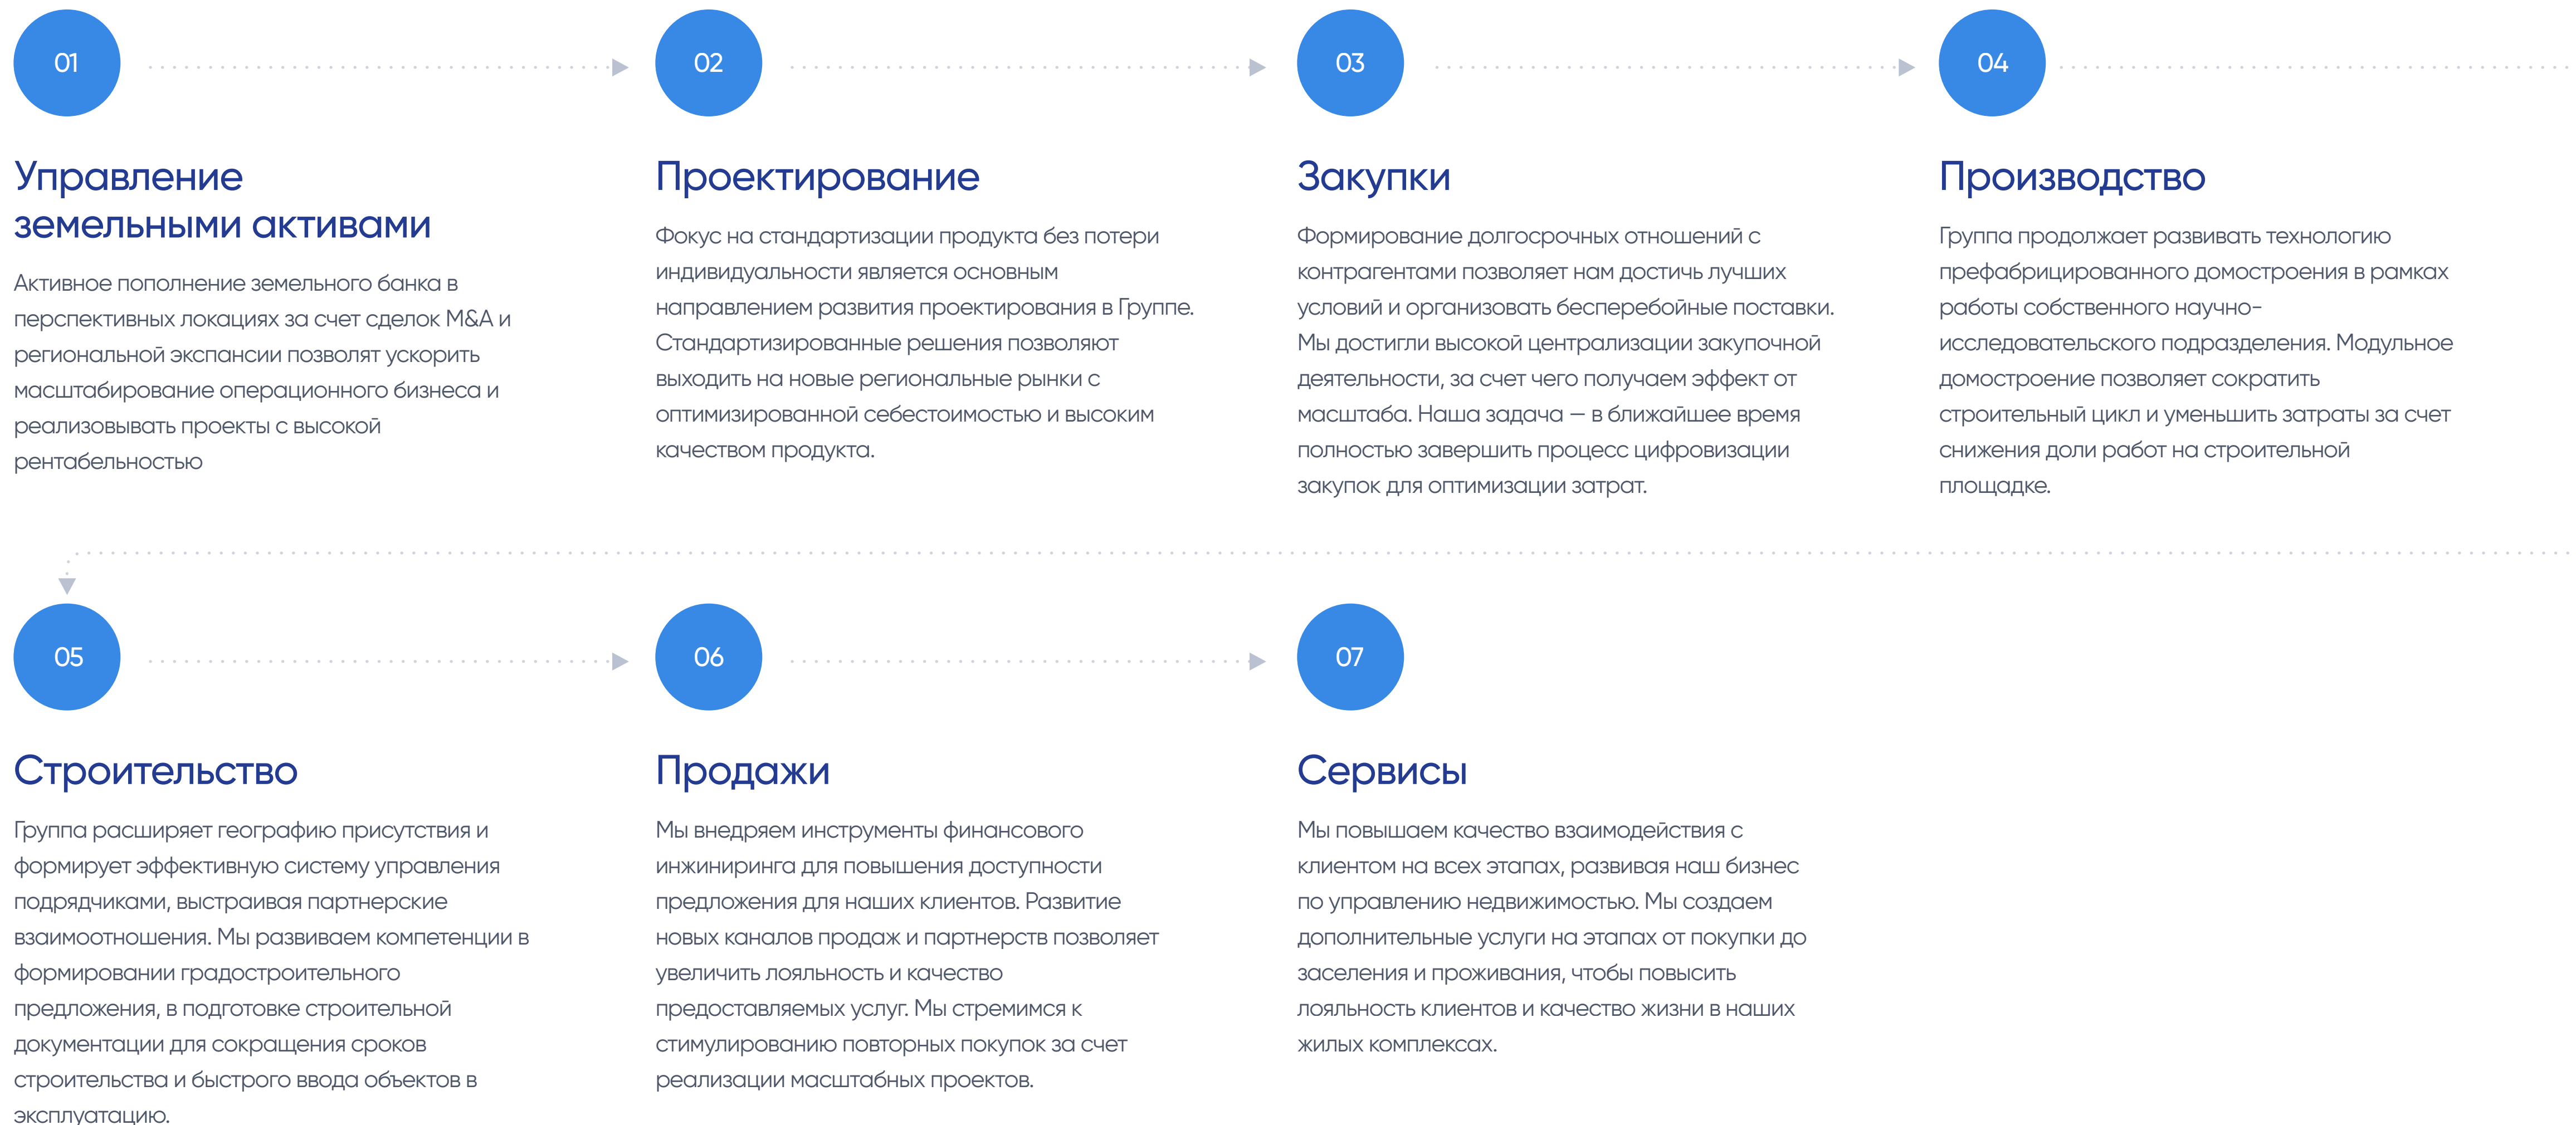 01
Управление
земельными активами
Активное пополнение земельного банка в
перспективных локациях за счет сделок M&A и
региональной экспансии позволят ускорить
масштабирование операционного бизнеса и
реализовывать проекты с высокой
рентабельностью
02
Проектирование
Фокус на стандартизации продукта без потери
индивидуальности является основным
направлением развития проектирования в Группе.
Стандартизированные решения позволяют
выходить на новые региональные рынки с
оптимизированной себестоимостью и высоким
качеством продукта.
03
Закупки
Формирование долгосрочных отношений с
контрагентами позволяет нам достичь лучших
условий и организовать бесперебойные поставки.
Мы достигли высокой централизации закупочной
деятельности, за счет чего получаем эффект от
масштаба. Наша задача — в ближайшее время
полностью завершить процесс цифровизации
закупок для оптимизации затрат.
04
Производство
Группа продолжает развивать технологию
префабрицированного домостроения в рамках
работы собственного научно-
исследовательского подразделения. Модульное
домостроение позволяет сократить
строительный цикл и уменьшить затраты за счет
снижения доли работ на строительной
площадке.
05
Строительство
Группа расширяет географию присутствия и
формирует эффективную систему управления
подрядчиками, выстраивая партнерские
взаимоотношения. Мы развиваем компетенции в
формировании градостроительного
предложения, в подготовке строительной
документации для сокращения сроков
строительства и быстрого ввода объектов в
эксплуатацию.
06
Продажи
Мы внедряем инструменты финансового
инжиниринга для повышения доступности
предложения для наших клиентов. Развитие
новых каналов продаж и партнерств позволяет
увеличить лояльность и качество
предоставляемых услуг. Мы стремимся к
стимулированию повторных покупок за счет
реализации масштабных проектов.
07
Сервисы
Мы повышаем качество взаимодействия с
клиентом на всех этапах, развивая наш бизнес
по управлению недвижимостью. Мы создаем
дополнительные услуги на этапах от покупки до
заселения и проживания, чтобы повысить
лояльность клиентов и качество жизни в наших
жилых комплексах.